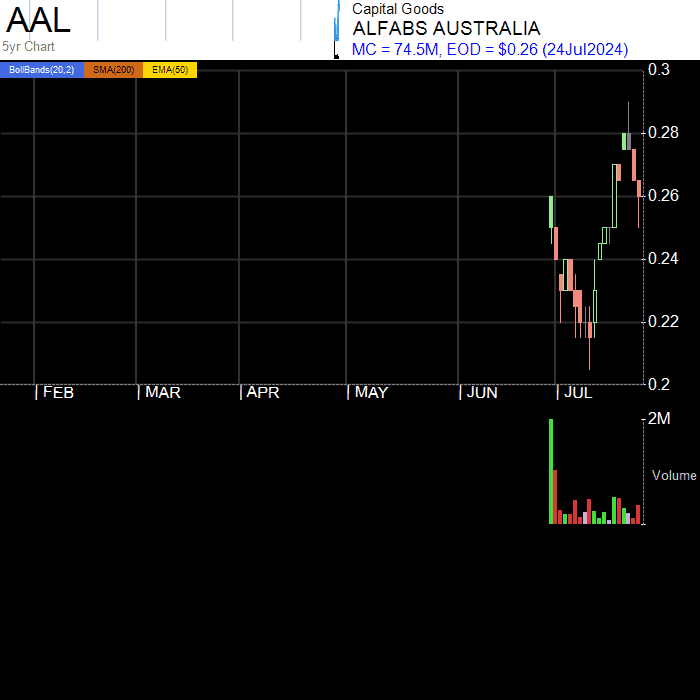 AAL
5yr Chart
Capital Goods
ALFABS AUSTRALIA
MC = 74.5M, EOD = $0.26 (24Jul2024)
BollBands(20,2) SMA(200) EMA(50)
0.3
0.28
0.26
0.24
0.22
0.2
FEB MAR APR MAY JUN JUL
2M
Volume